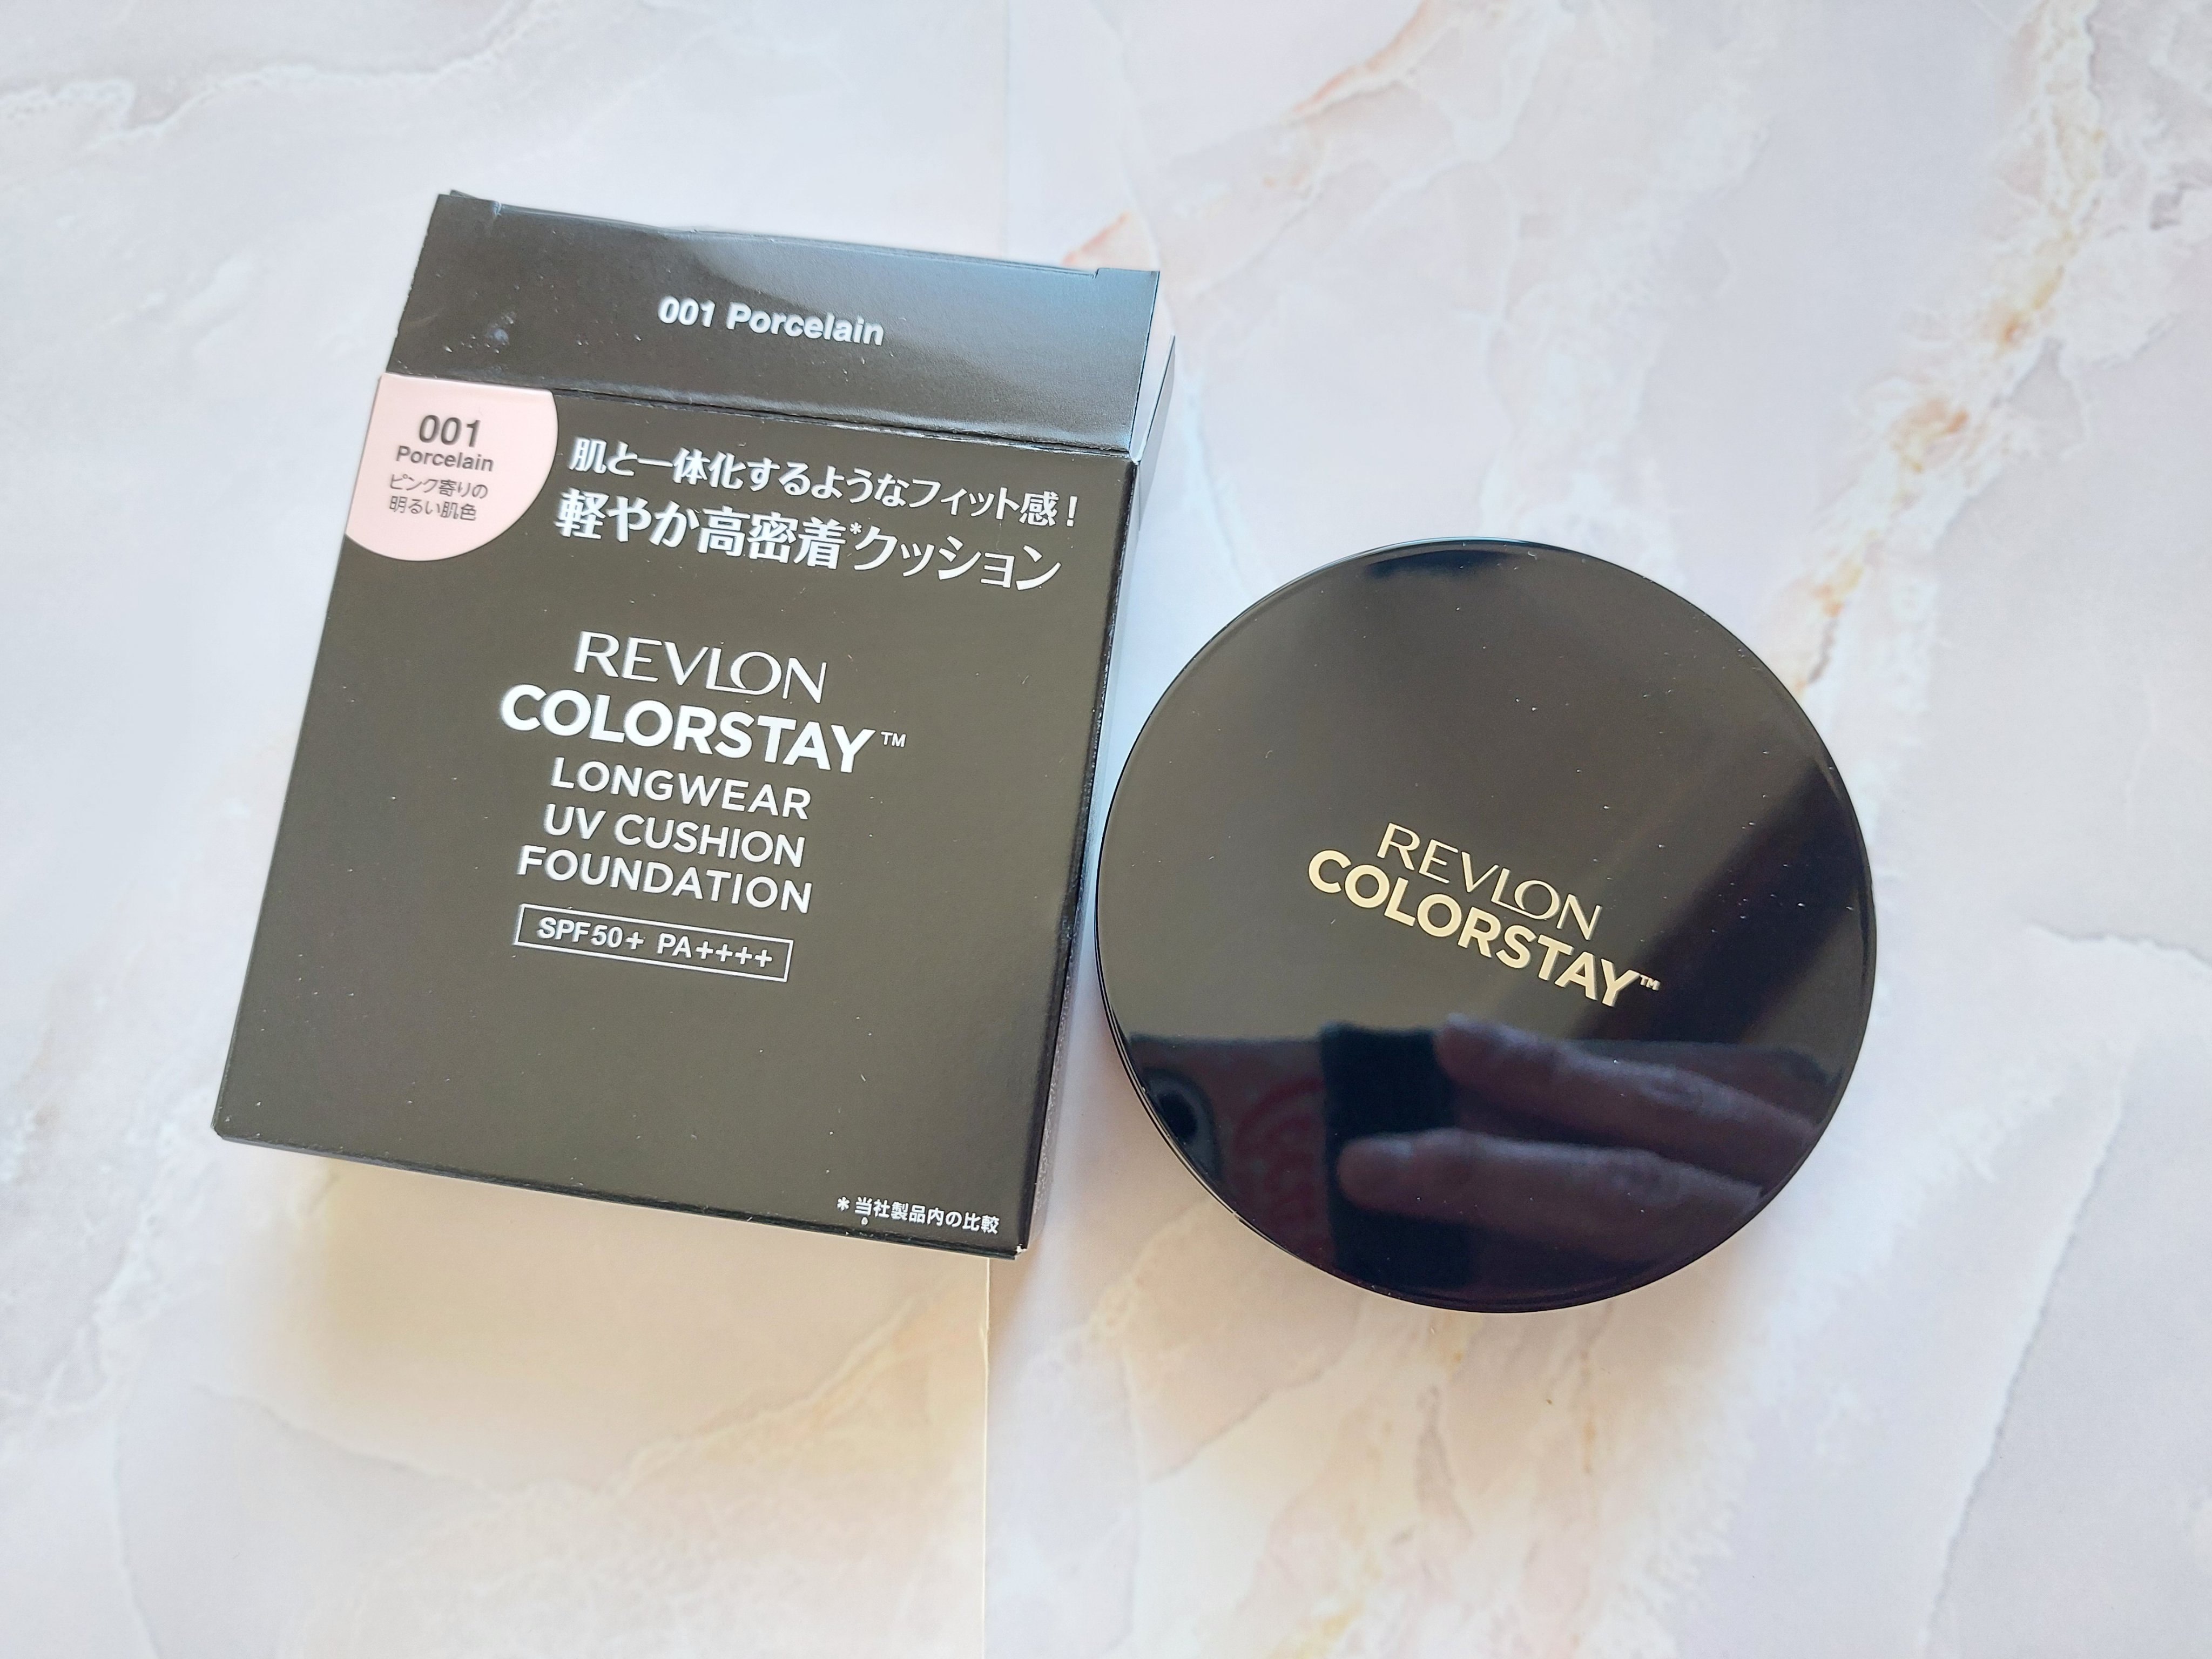 001 Porcelain
001
Porcelain
ピンク寄りの
明るい肌色
肌と一体化するようなフィット感!
軽やか高密着*クッション
REVLON
COLORSTAY™
LONGWEAR
UV CUSHION
FOUNDATION
SPF50+ PA++++
*当社製品内の比較
REVLON
COLORSTAY™